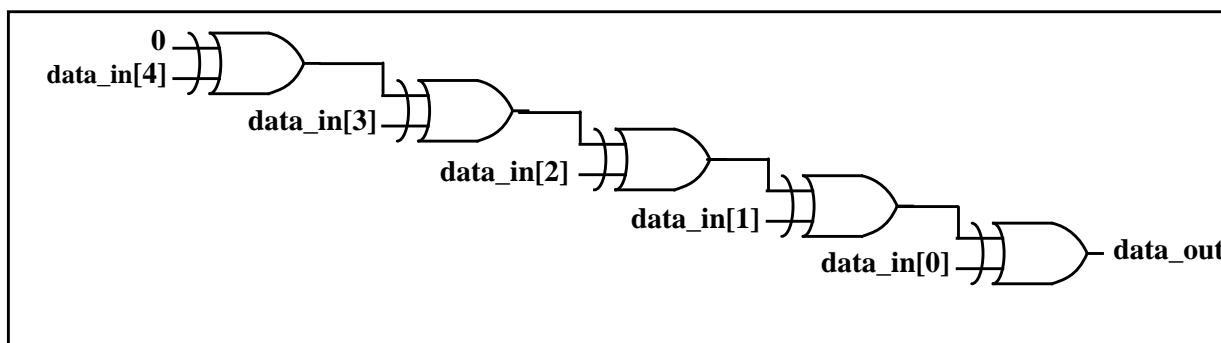 0
data_in[4]
data_in[3]
data_in[2]
data_in[1]
data_in[0]
data_out